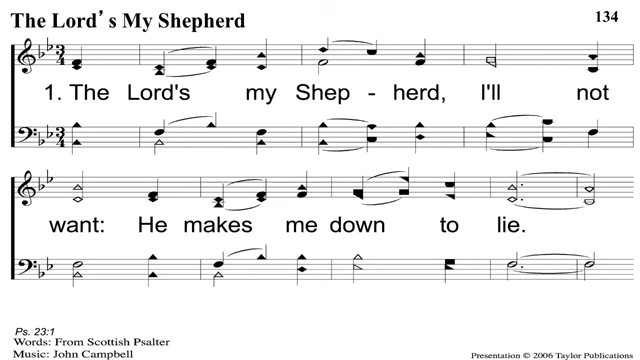 The Lord's My Shepherd
134
1. The Lord's my Shep - herd, I'll not
want: He makes me down to lie.
Ps. 23:1
Words: From Scottish Psalter
Music: John Campbell
Presentation © 2006 Taylor Publications